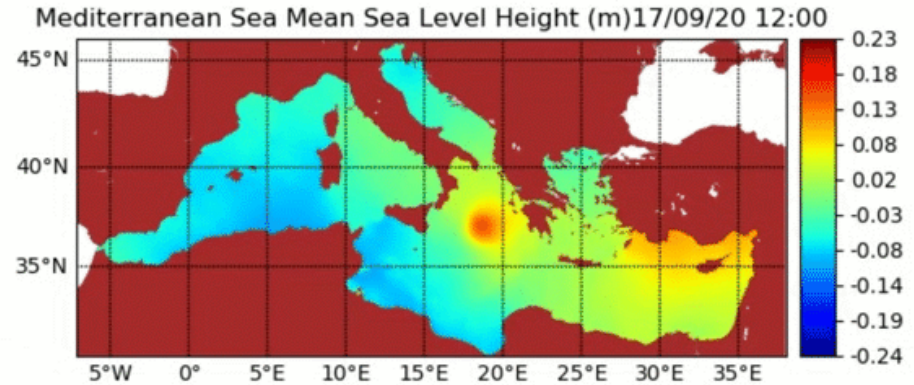 Mediterranean Sea Mean Sea Level Height (m)17/09/20 12:00
45°N
40°N
35°N
5°W 0° 5°E 10°E 15°E 20°E 25°E 30°E 35°E
0.23
0.18
0.13
0.08
0.02
-0.03
-0.08
-0.14
-0.19
-0.24